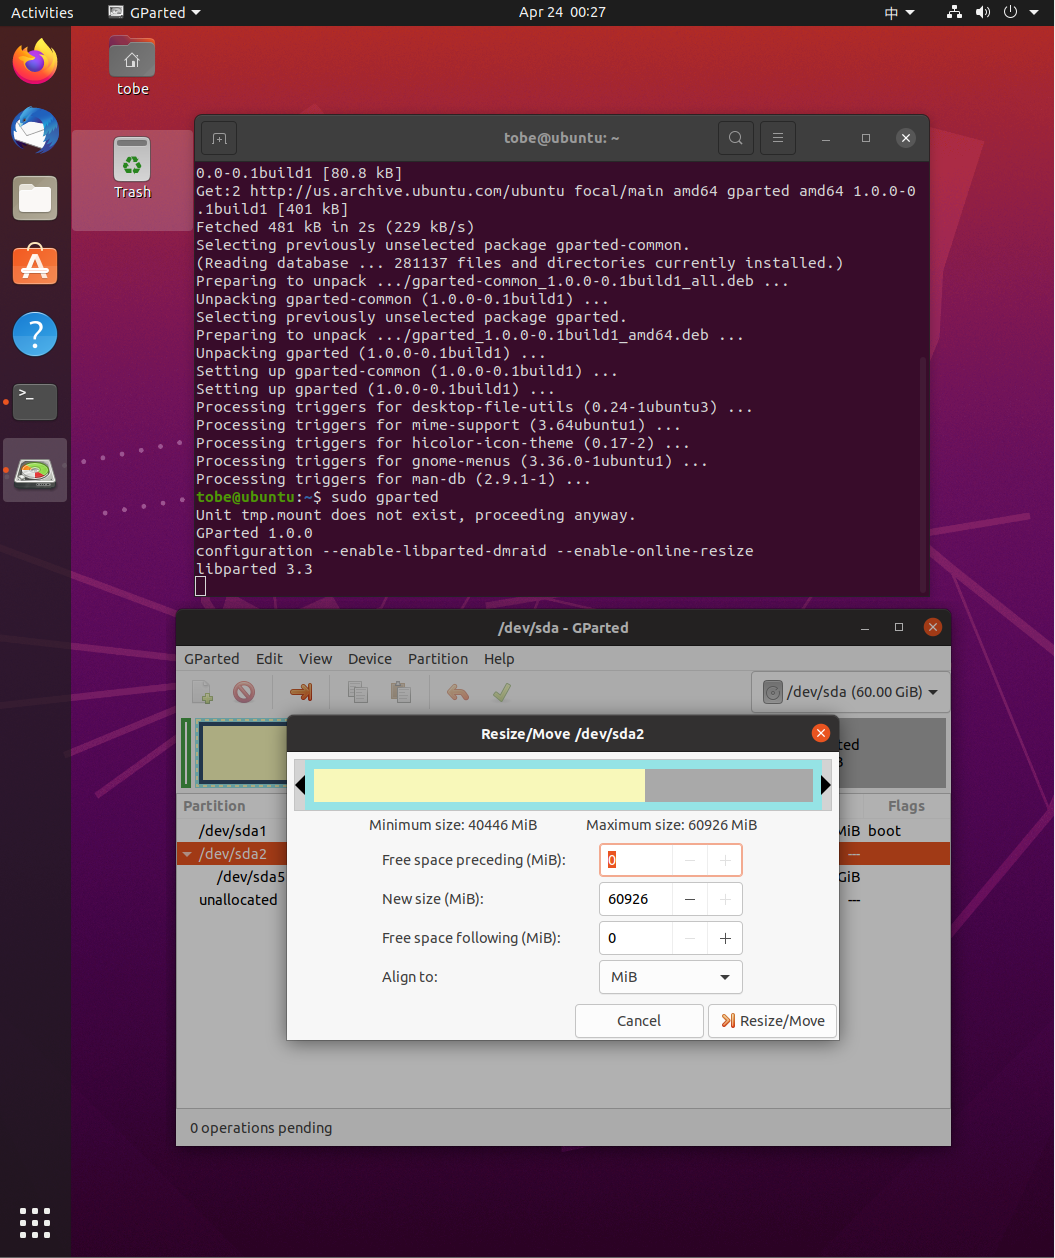 Activities
GParted
Apr 24 00:27
中
tobe
Trash
tobe@ubuntu: ~
0.0-0.1build1 [80.8 kB]
Get:2 http://us.archive.ubuntu.com/ubuntu focal/main amd64 gparted amd64 1.0.0-0
.1build1 [401 kB]
Fetched 481 kB in 2s (229 kB/s)
Selecting previously unselected package gparted-common.
(Reading database ... 281137 files and directories currently installed.)
Preparing to unpack .../gparted-common_1.0.0-0.1build1_all.deb ...
Unpacking gparted-common (1.0.0-0.1build1) ...
Selecting previously unselected package gparted.
Preparing to unpack .../gparted_1.0.0-0.1build1_amd64.deb ...
Unpacking gparted (1.0.0-0.1build1) ...
Setting up gparted-common (1.0.0-0.1build1) ...
Setting up gparted (1.0.0-0.1build1) ...
Processing triggers for desktop-file-utils (0.24-1ubuntu3) ...
Processing triggers for mime-support (3.64ubuntu1) ...
Processing triggers for hicolor-icon-theme (0.17-2) ...
Processing triggers for gnome-menus (3.36.0-1ubuntu1) ...
Processing triggers for man-db (2.9.1-1) ...
tobe@ubuntu:~$ sudo gparted
Unit tmp.mount does not exist, proceeding anyway.
GParted 1.0.0
configuration --enable-libparted-dmraid --enable-online-resize
libparted 3.3
/dev/sda - GParted
GParted Edit View Device Partition Help
/dev/sda (60.00 GiB)
Resize/Move /dev/sda2
Minimum size: 40446 MiB Maximum size: 60926 MiB
Free space preceding (MiB): 0
New size (MiB): 60926
Free space following (MiB): 0
Align to: MiB
Cancel Resize/Move
Partition Flags
/dev/sda1 MiB boot
/dev/sda2 ---
/dev/sda5 GiB
unallocated ---
0 operations pending